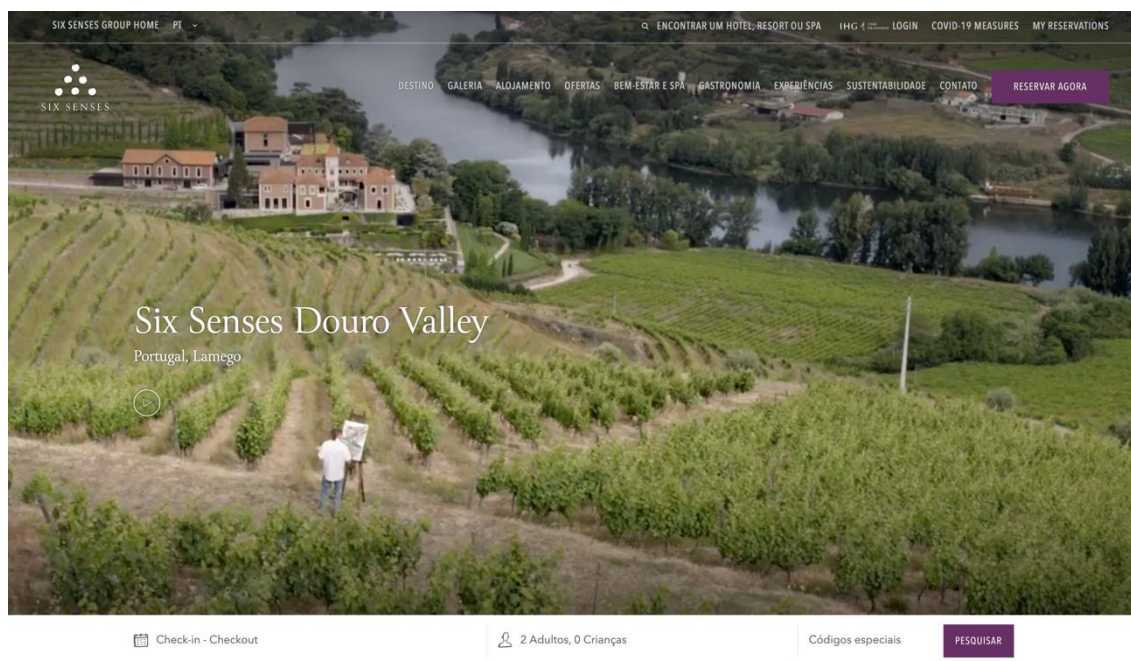 SIX SENSES GROUP HOME PT
ENCONTRAR UM HOTEL, RESORT OU SPA IHG LOGIN COVID-19 MEASURES MY RESERVATIONS
SIX SENSES
DESTINO GALERIA ALOJAMENTO OFERTAS BEM-ESTAR E SPA GASTRONOMIA EXPERIÊNCIAS SUSTENTABILIDADE CONTATO RESERVAR AGORA
Six Senses Douro Valley
Portugal, Lamego
Check-in - Checkout 2 Adultos, 0 Crianças Códigos especiais PESQUISAR